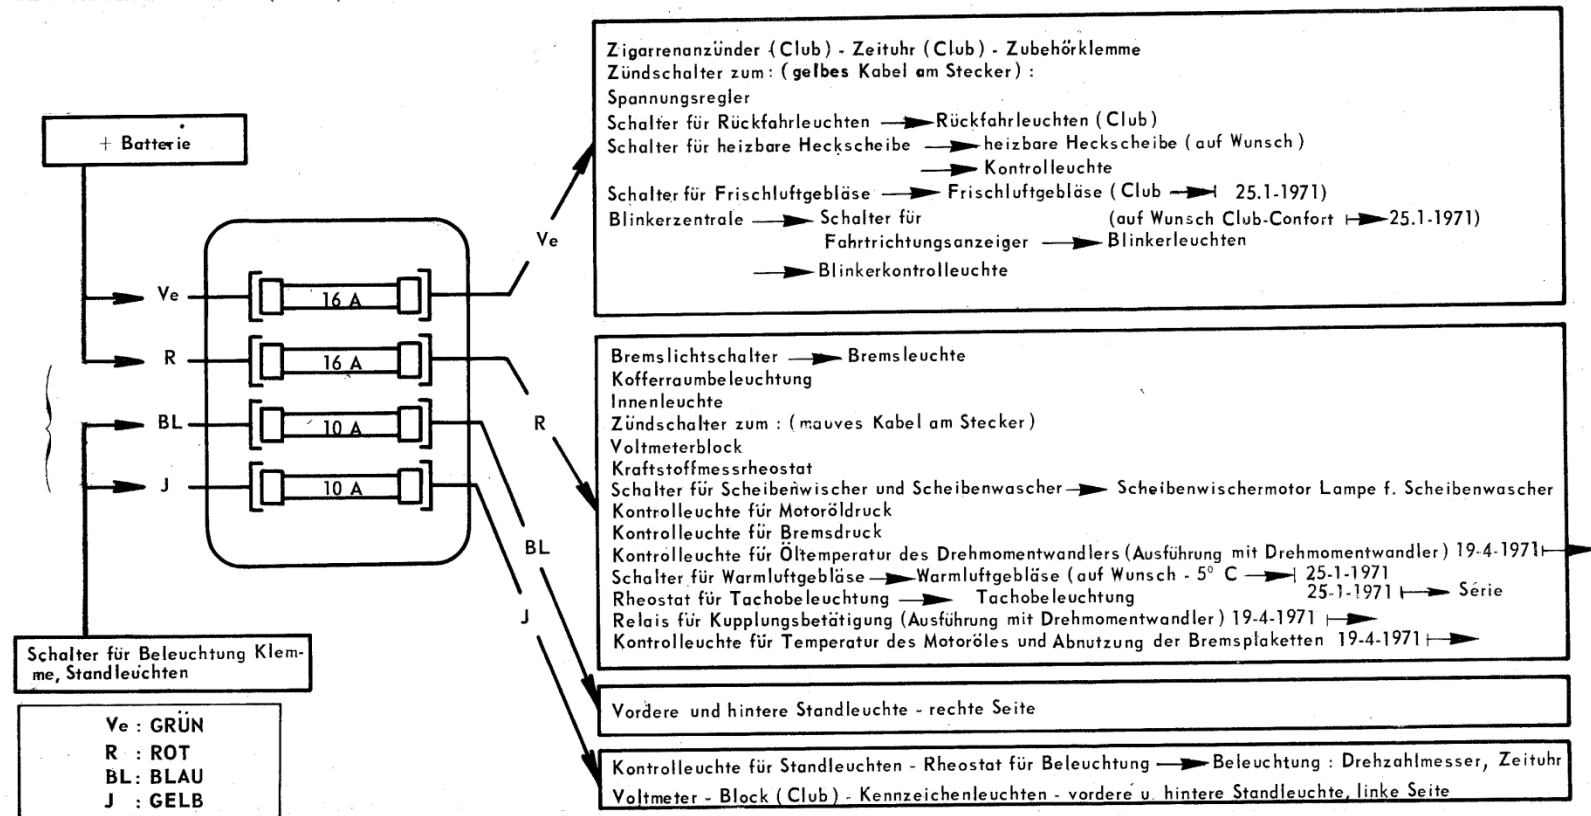 + Batterie
Ve
R
BL
J
16 A
16 A
10 A
10 A
Schalter für Beleuchtung Klem-
me, Standleuchten
Ve : GRÜN
R : ROT
BL : BLAU
J : GELB
Ve
R
BL
J
Zigarrenanzünder (Club) - Zeituhr (Club) - Zubehörklemme
Zündschalter zum : (gelbes Kabel am Stecker) :
Spannungsregler
Schalter für Rückfahrleuchten Rückfahrleuchten (Club)
Schalter für heizbare Heckscheibe heizbare Heckscheibe (auf Wunsch)
Kontrolleuchte
Schalter für Frischluftgebläse Frischluftgebläse (Club 25.1-1971)
Blinkerzentrale Schalter für (auf Wunsch Club-Confort 25.1-1971)
Fahrtrichtungsanzeiger Blinkerleuchten
Blinkerkontrolleuchte
Bremslichtschalter Bremsleuchte
Kofferraumbeleuchtung
Innenleuchte
Zündschalter zum : (mauves Kabel am Stecker)
Voltmeterblock
Kraftstoffmessrheostat
Schalter für Scheibenwischer und Scheibenwascher Scheibenwischermotor Lampe f. Scheibenwascher
Kontrolleuchte für Motoröldruck
Kontrolleuchte für Bremsdruck
Kontrolleuchte für Öltemperatur des Drehmomentwandlers (Ausführung mit Drehmomentwandler) 19-4-1971
Schalter für Warmluftgebläse Warmluftgebläse (auf Wunsch - 5° C 25-1-1971
25-1-1971 Série
Rheostat für Tachobeleuchtung Tachobeleuchtung
Relais für Kupplungsbetätigung (Ausführung mit Drehmomentwandler) 19-4-1971
Kontrolleuchte für Temperatur des Motoröles und Abnutzung der Bremsplaketten 19-4-1971
Vordere und hintere Standleuchte - rechte Seite
Kontrolleuchte für Standleuchten - Rheostat für Beleuchtung Beleuchtung : Drehzahlmesser, Zeituhr
Voltmeter - Block (Club) - Kennzeichenleuchten - vordere u. hintere Standleuchte, linke Seite